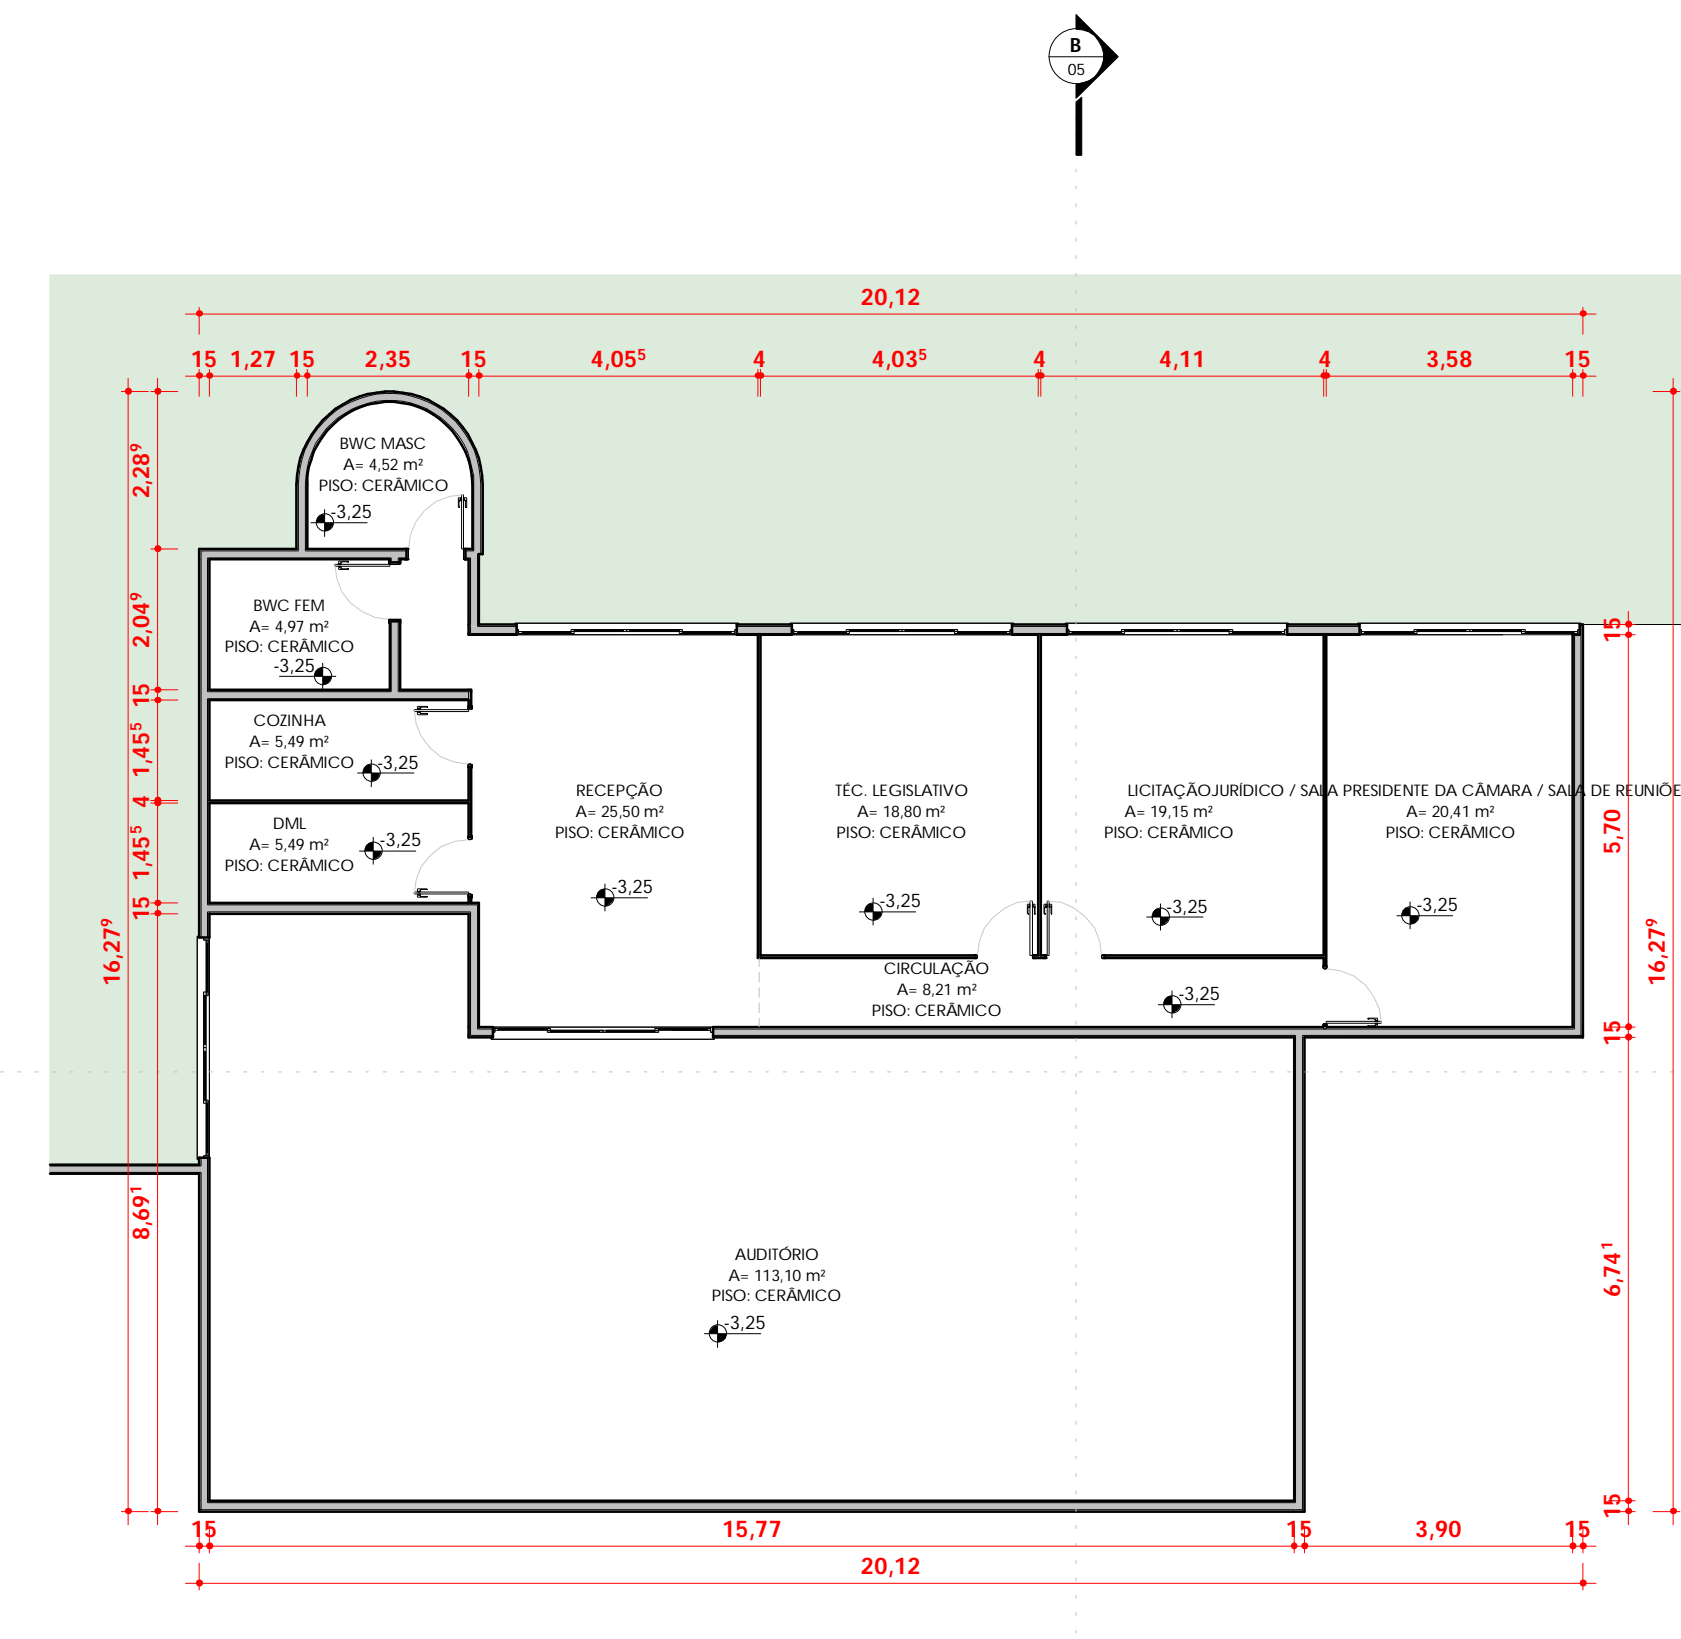 B
05
20,12
15 1,27 15 2,35 15 4,05⁵ 4 4,03⁵ 4 4,11 4 3,58 15
BWC MASC
A= 4,52 m²
PISO: CERÂMICO
-3,25
2,28⁹
BWC FEM
A= 4,97 m²
PISO: CERÂMICO
-3,25
2,04⁹
15
COZINHA
A= 5,49 m²
PISO: CERÂMICO
-3,25
1,45⁵
4
DML
A= 5,49 m²
PISO: CERÂMICO
-3,25
1,45⁵
15
16,27⁹
8,69¹
RECEPÇÃO
A= 25,50 m²
PISO: CERÂMICO
-3,25
TÉC. LEGISLATIVO
A= 18,80 m²
PISO: CERÂMICO
-3,25
LICITAÇÃO
A= 19,15 m²
PISO: CERÂMICO
-3,25
JURÍDICO / SALA PRESIDENTE DA CÂMARA / SALA DE REUNIÕE
A= 20,41 m²
PISO: CERÂMICO
-3,25
CIRCULAÇÃO
A= 8,21 m²
PISO: CERÂMICO
-3,25
15
5,70
15
16,27⁹
6,74¹
15
AUDITÓRIO
A= 113,10 m²
PISO: CERÂMICO
-3,25
15 15,77 15 3,90 15
20,12